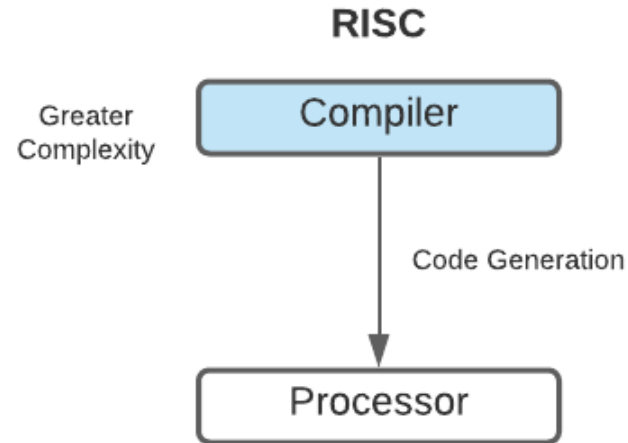 RISC
Compiler
Greater
Complexity
Code Generation
Processor